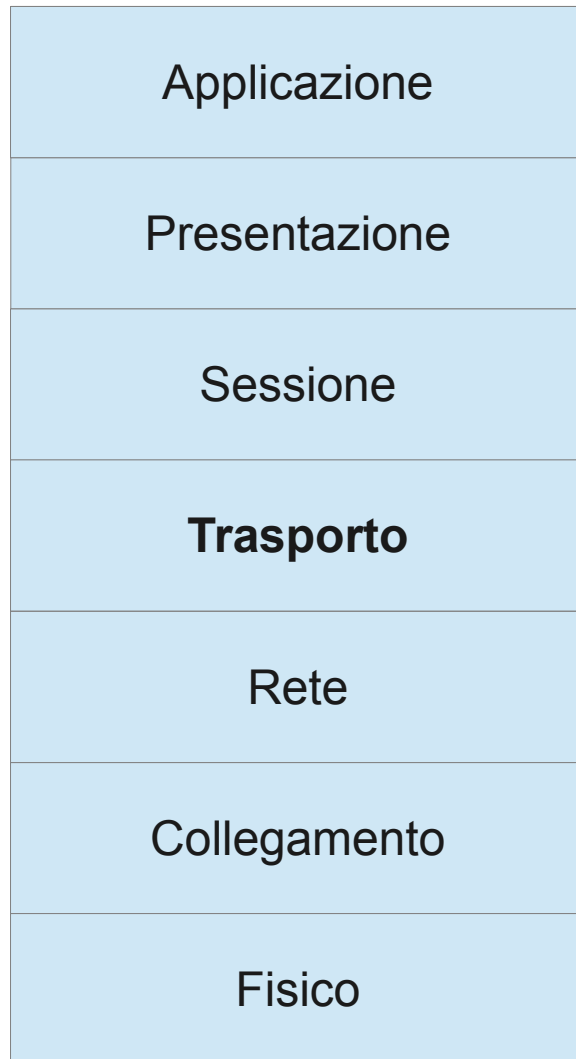 Applicazione
Presentazione
Sessione
Trasporto
Rete
Collegamento
Fisico